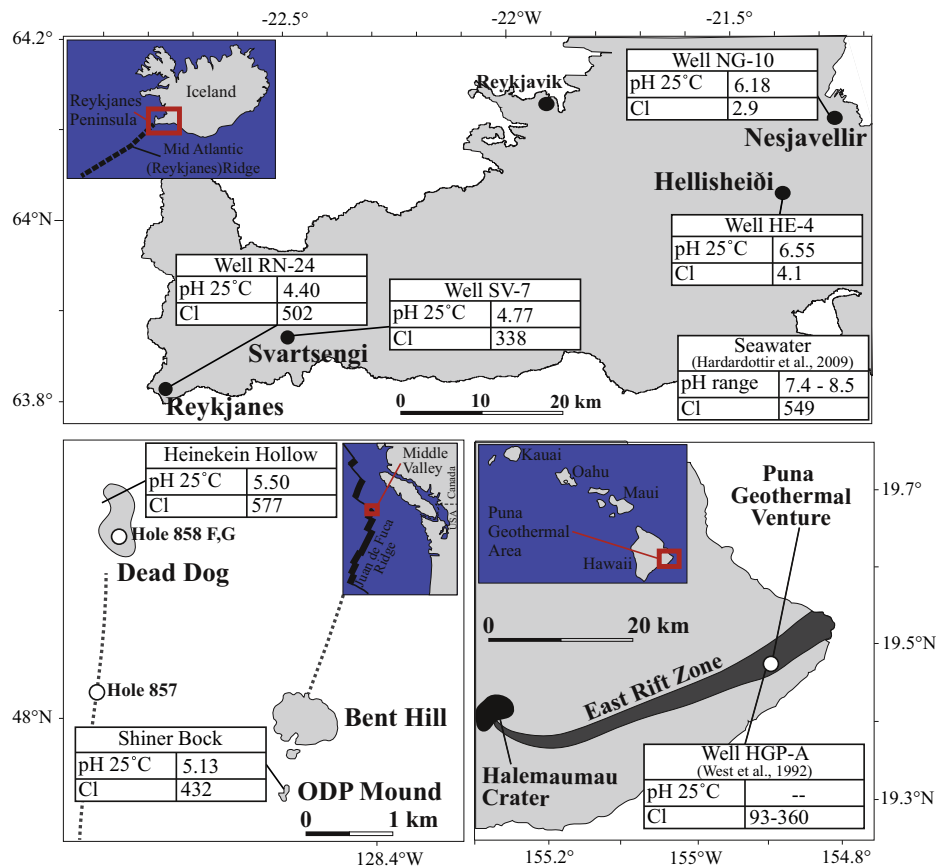 -22.5°
-22°W
-21.5°
64.2°
64°N
63.8°
Iceland
Reykjanes
Peninsula
Mid Atlantic
(Reykjanes)Ridge
Reykjavik
Well NG-10
pH 25˚C 6.18
Cl 2.9
Nesjavellir
Hellisheiði
Well HE-4
pH 25˚C 6.55
Cl 4.1
Well RN-24
pH 25˚C 4.40
Cl 502
Well SV-7
pH 25˚C 4.77
Cl 338
Svartsengi
Reykjanes
Seawater
(Hardardottir et al., 2009)
pH range 7.4 - 8.5
Cl 549
0 10 20 km
Heinekein Hollow
pH 25˚C 5.50
Cl 577
Hole 858 F,G
Dead Dog
Middle
Valley
Canada
USA
Juan de Fuca
Ridge
Hole 857
48°N
Bent Hill
Shiner Bock
pH 25˚C 5.13
Cl 432
ODP Mound
0 1 km
128.4°W
Kauai
Oahu
Maui
Puna
Geothermal
Area
Hawaii
Puna
Geothermal
Venture
19.7°
19.5°N
19.3°N
0 20 km
East Rift Zone
Halemaumau
Crater
Well HGP-A
(West et al., 1992)
pH 25˚C --
Cl 93-360
155.2°
155°W
154.8°